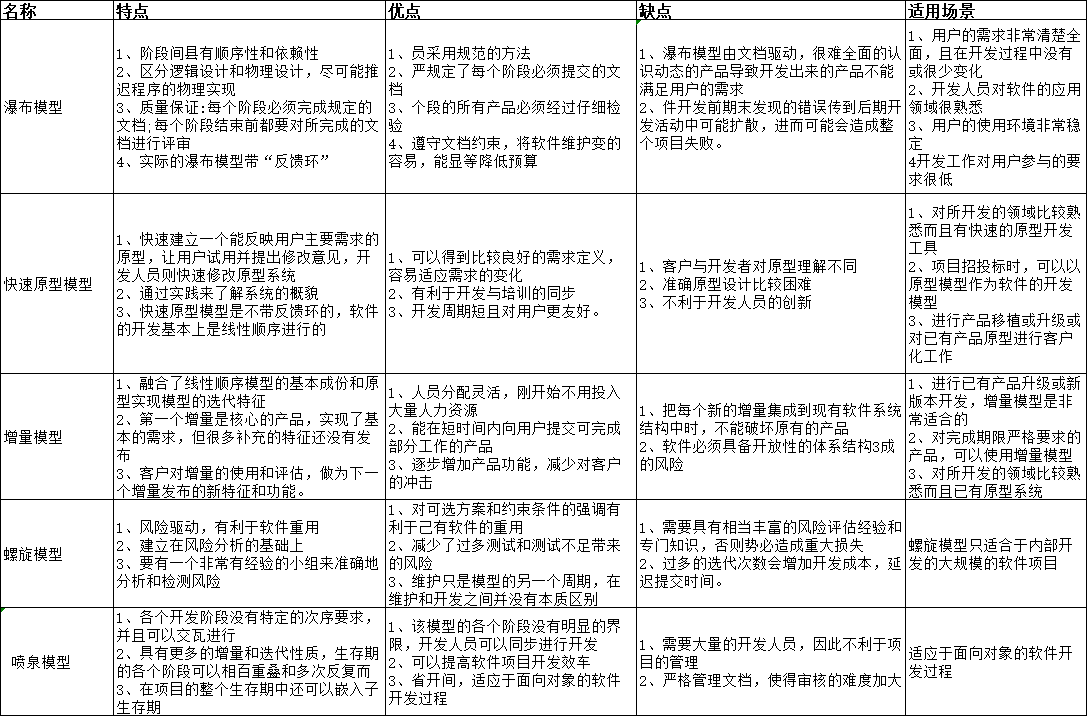 名称
特点
优点
缺点
适用场景
瀑布模型
1、阶段间县有顺序性和依赖性
2、区分逻辑设计和物理设计，尽可能推
迟程序的物理实现
3、质量保证:每个阶段必须完成规定的
文档;每个阶段结束前都要对所完成的文
档进行评审
4、实际的瀑布模型带“反馈环”
1、员采用规范的方法
2、严规定了每个阶段必须提交的文
档
3、个段的所有产品必须经过仔细检
验
4、遵守文档约束，将软件维护变的
容易，能显等降低预算
1、瀑布模型由文档驱动，很难全面的认
识动态的产品导致开发出来的产品不能
满足用户的需求
2、件开发前期末发现的错误传到后期开
发活动中可能扩散，进而可能会造成整
个项目失败。
1、用户的需求非常清楚全
面，且在开发过程中没有
或很少变化
2、开发人员对软件的应用
领域很熟悉
3、用户的使用环境非常稳
定
4开发工作对用户参与的要
求很低
快速原型模型
1、快速建立一个能反映用户主要需求的
原型，让用户试用并提出修改意见，开
发人员则快速修改原型系统
2、通过实践来了解系统的概貌
3、快速原型模型是不带反馈环的，软件
的开发基本上是线性顺序进行的
1、可以得到比较良好的需求定义，
容易适应需求的变化
2、有利于开发与培训的同步
3、开发周期短且对用户更友好。
1、客户与开发者对原型理解不同
2、准确原型设计比较困难
3、不利于开发人员的创新
1、对所开发的领域比较熟
悉而且有快速的原型开发
工具
2、项目招投标时，可以以
原型模型作为软件的开发
模型
3、进行产品移植或升级或
对已有产品原型进行客户
化工作
增量模型
1、融合了线性顺序模型的基本成份和原
型实现模型的迭代特征
2、第一个增量是核心的产品，实现了基
本的需求，但很多补充的特征还没有发
布
3、客户对增量的使用和评估，做为下一
个增量发布的新特征和功能。
1、人员分配灵活，刚开始不用投入
大量人力资源
2、能在短时间内向用户提交可完成
部分工作的产品
3、逐步增加产品功能，减少对客户
的冲击
1、把每个新的增量集成到现有软件系统
结构中时，不能破坏原有的产品
2、软件必须具备开放性的体系结构3成
的风险
1、进行已有产品升级或新
版本开发，增量模型是非
常适合的
2、对完成期限严格要求的
产品，可以使用增量模型
3、对所开发的领域比较熟
悉而且已有原型系统
螺旋模型
1、风险驱动，有利于软件重用
2、建立在风险分析的基础上
3、要有一个非常有经验的小组来准确地
分析和检测风险
1、对可选方案和约束条件的强调有
有利于己有软件的重用
2、减少了过多测试和测试不足带来
的风险
3、维护只是模型的另一个周期，在
维护和开发之间并没有本质区别
1、需要具有相当丰富的风险评估经验和
专门知识，否则势必造成重大损失
2、过多的迭代次数会增加开发成本，延
迟提交时间。
螺旋模型只适合于内部开
发的大规模的软件项目
喷泉模型
1、各个开发阶段没有特定的次序要求，
并且可以交瓦进行
2、具有更多的增量和迭代性质，生存期
的各个阶段可以相百重叠和多次反复而
3、在项目的整个生存期中还可以嵌入子
生存期
1、该模型的各个阶段没有明显的界
限，开发人员可以同步进行开发
2、可以提高软件项目开发效车
3、省开间，适应于面向对象的软件
开发过程
1、需要大量的开发人员，因此不利于项
目的管理
2、严格管理文档，使得审核的难度加大
适应于面向对象的软件开
发过程